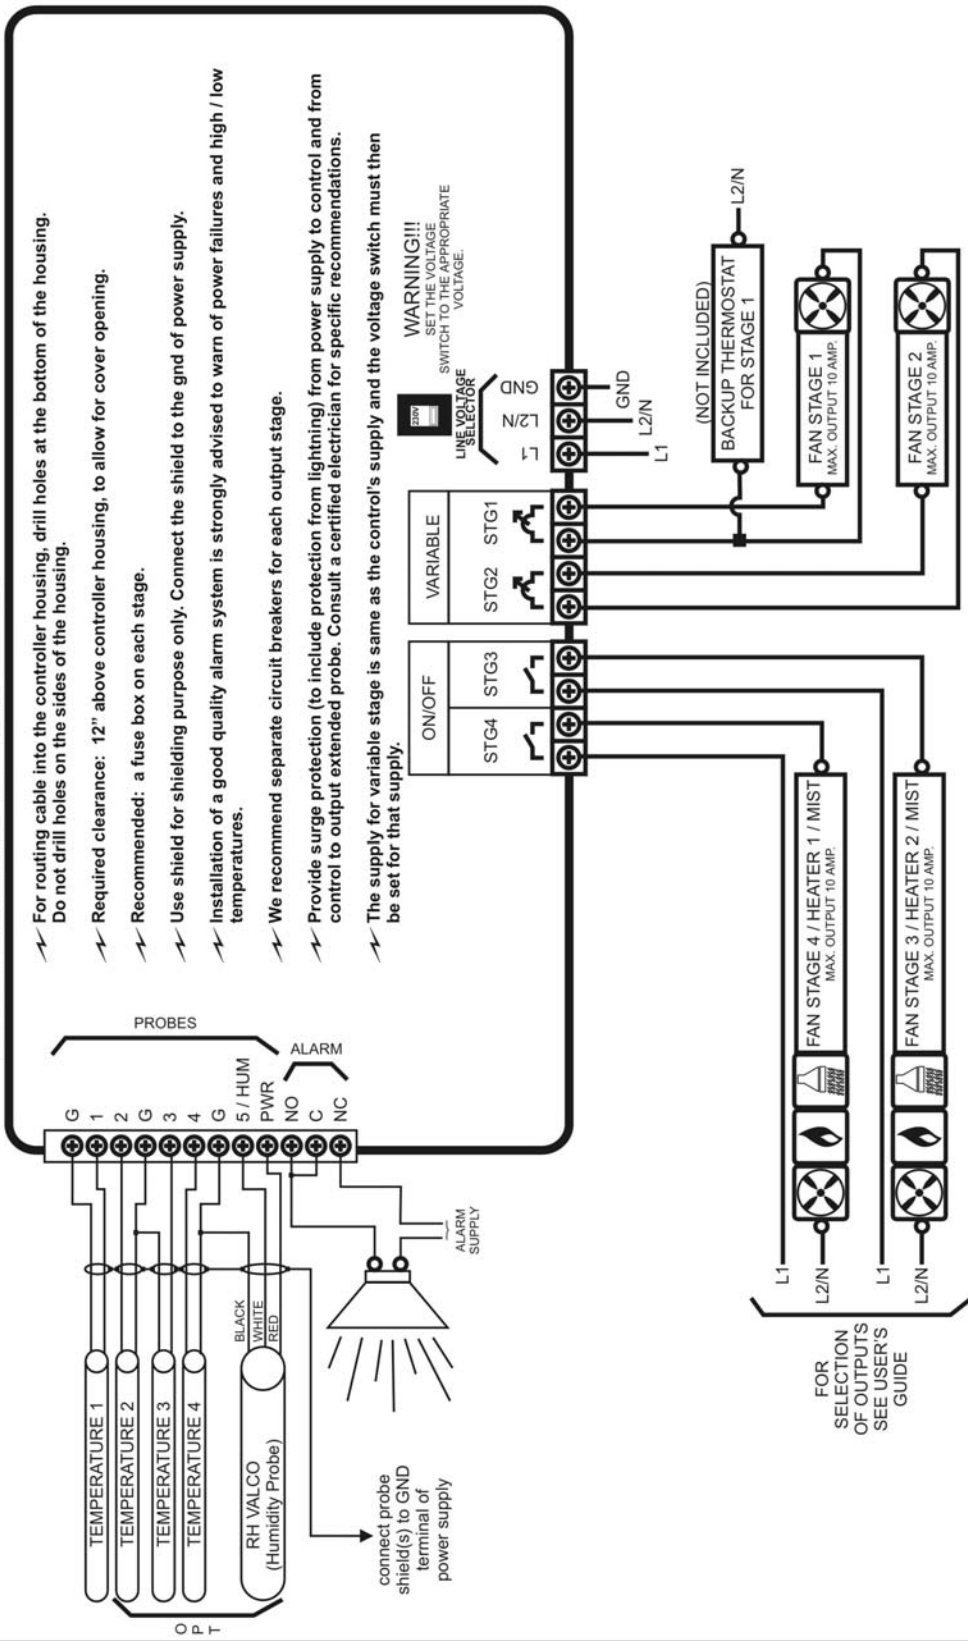 For routing cable into the controller housing, drill holes at the bottom of the housing.
Do not drill holes on the sides of the housing.
Required clearance: 12” above controller housing, to allow for cover opening.
Recommended: a fuse box on each stage.
Use shield for shielding purpose only. Connect the shield to the gnd of power supply.
Installation of a good quality alarm system is strongly advised to warn of power failures and high / low
temperatures.
We recommend separate circuit breakers for each output stage.
Provide surge protection (to include protection from lightning) from power supply to control and from
control to output extended probe. Consult a certified electrician for specific recommendations.
The supply for variable stage is same as the control's supply and the voltage switch must then
be set for that supply.
WARNING!!!
SET THE VOLTAGE
SWITCH TO THE APPROPRIATE
VOLTAGE.
230V
LINE VOLTAGE
SELECTOR
PROBES
ALARM
G
1
2
G
3
4
G
5 / HUM
PWR
NO
C
NC
TEMPERATURE 1
TEMPERATURE 2
TEMPERATURE 3
TEMPERATURE 4
RH VALCO
(Humidity Probe)
O
P
T
BLACK
WHITE
RED
ALARM
SUPPLY
connect probe
shield(s) to GND
terminal of
power supply
ON/OFF
STG4
STG3
VARIABLE
STG2
STG1
L1
L2/N
GND
L1
L2/N
GND
(NOT INCLUDED)
BACKUP THERMOSTAT
FOR STAGE 1
L2/N
FAN STAGE 1
MAX. OUTPUT 10 AMP.
FAN STAGE 2
MAX. OUTPUT 10 AMP.
FAN STAGE 4 / HEATER 1 / MIST
MAX. OUTPUT 10 AMP.
FAN STAGE 3 / HEATER 2 / MIST
MAX. OUTPUT 10 AMP.
L1
L2/N
L1
L2/N
FOR
SELECTION
OF OUTPUTS
SEE USER'S
GUIDE